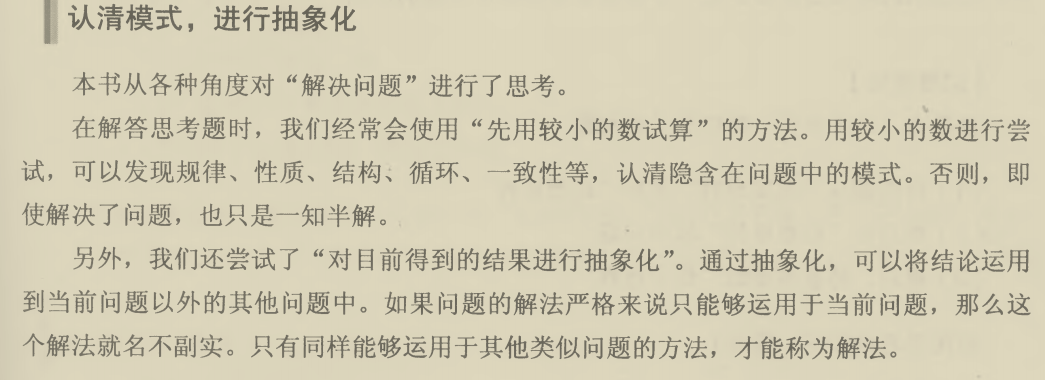 认清模式，进行抽象化
本书从各种角度对“解决问题”进行了思考。
在解答思考题时，我们经常会使用“先用较小的数试算”的方法。用较小的数进行尝
试，可以发现规律、性质、结构、循环、一致性等，认清隐含在问题中的模式。否则，即
使解决了问题，也只是一知半解。
另外，我们还尝试了“对目前得到的结果进行抽象化”。通过抽象化，可以将结论运用
到当前问题以外的其他问题中。如果问题的解法严格来说只能够运用于当前问题，那么这
个解法就名不副实。只有同样能够运用于其他类似问题的方法，才能称为解法。